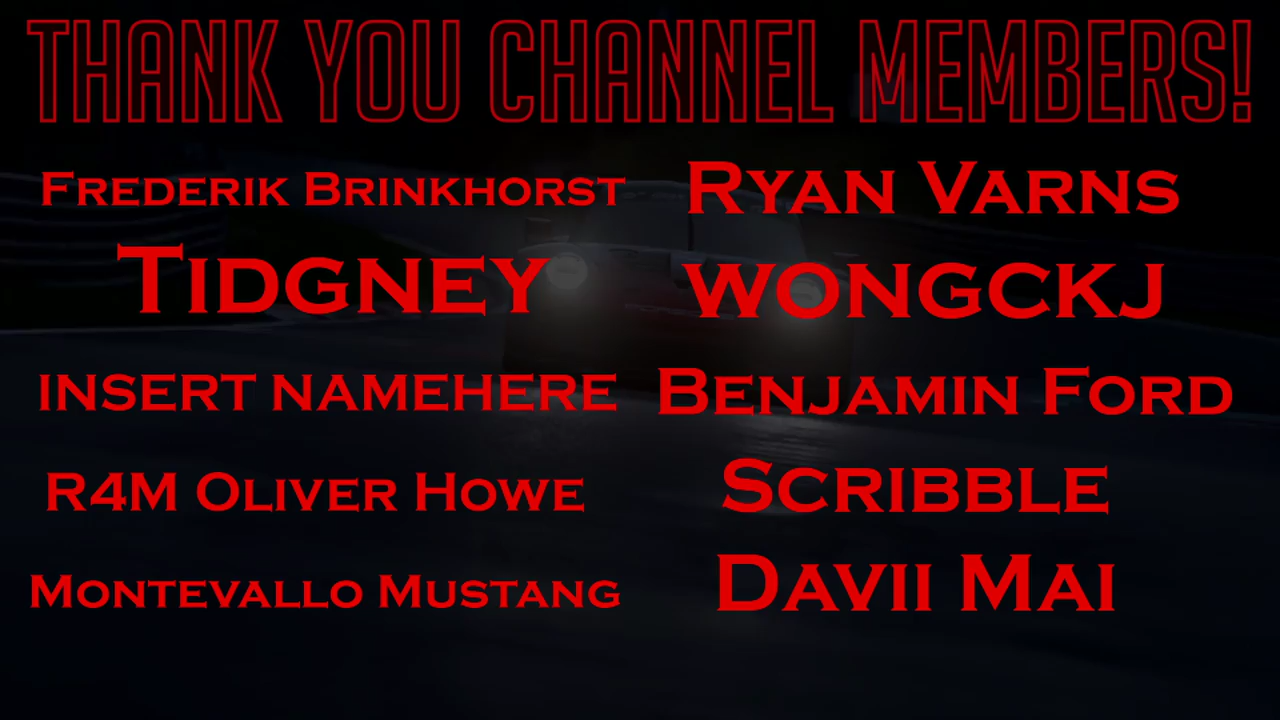 THANK YOU CHANNEL MEMBERS!
Frederik Brinkhorst
Ryan Varns
Tidgney
wongckj
insert namehere
Benjamin Ford
R4M Oliver Howe
Scribble
Montevallo Mustang
Davii Mai